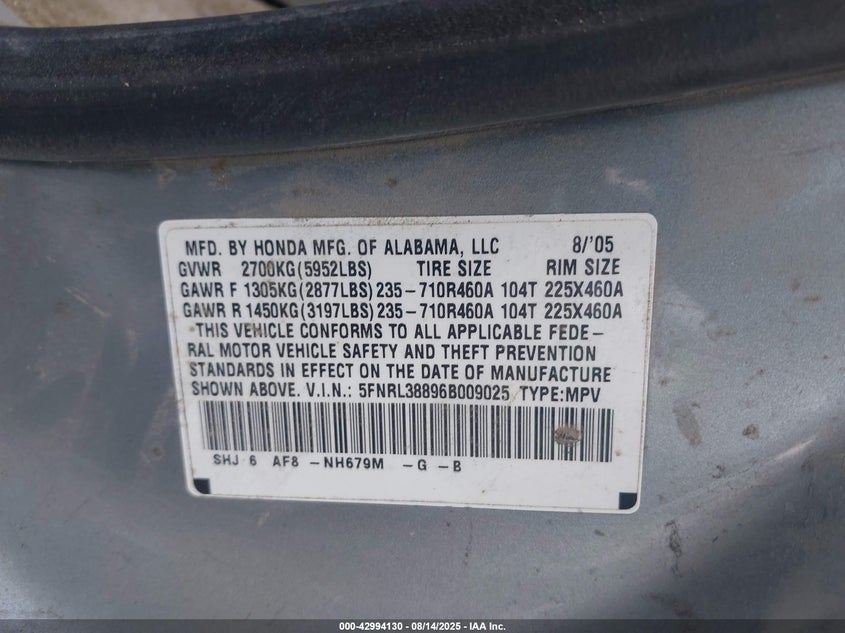 MFD. BY HONDA MFG. OF ALABAMA, LLC 8/'05
GVWR 2700KG(5952LBS) TIRE SIZE RIM SIZE
GAWR F 1305KG(2877LBS) 235-710R460A 104T 225X460A
GAWR R 1450KG(3197LBS) 235-710R460A 104T 225X460A
THIS VEHICLE CONFORMS TO ALL APPLICABLE FEDE-
RAL MOTOR VEHICLE SAFETY AND THEFT PREVENTION
STANDARDS IN EFFECT ON THE DATE OF MANUFACTURE
SHOWN ABOVE. V.I.N.: 5FNRL38896B009025 TYPE:MPV
SHJ 6 AF8 -NH679M -G -B
000-42994130 - 08/14/2025 - IAA Inc.